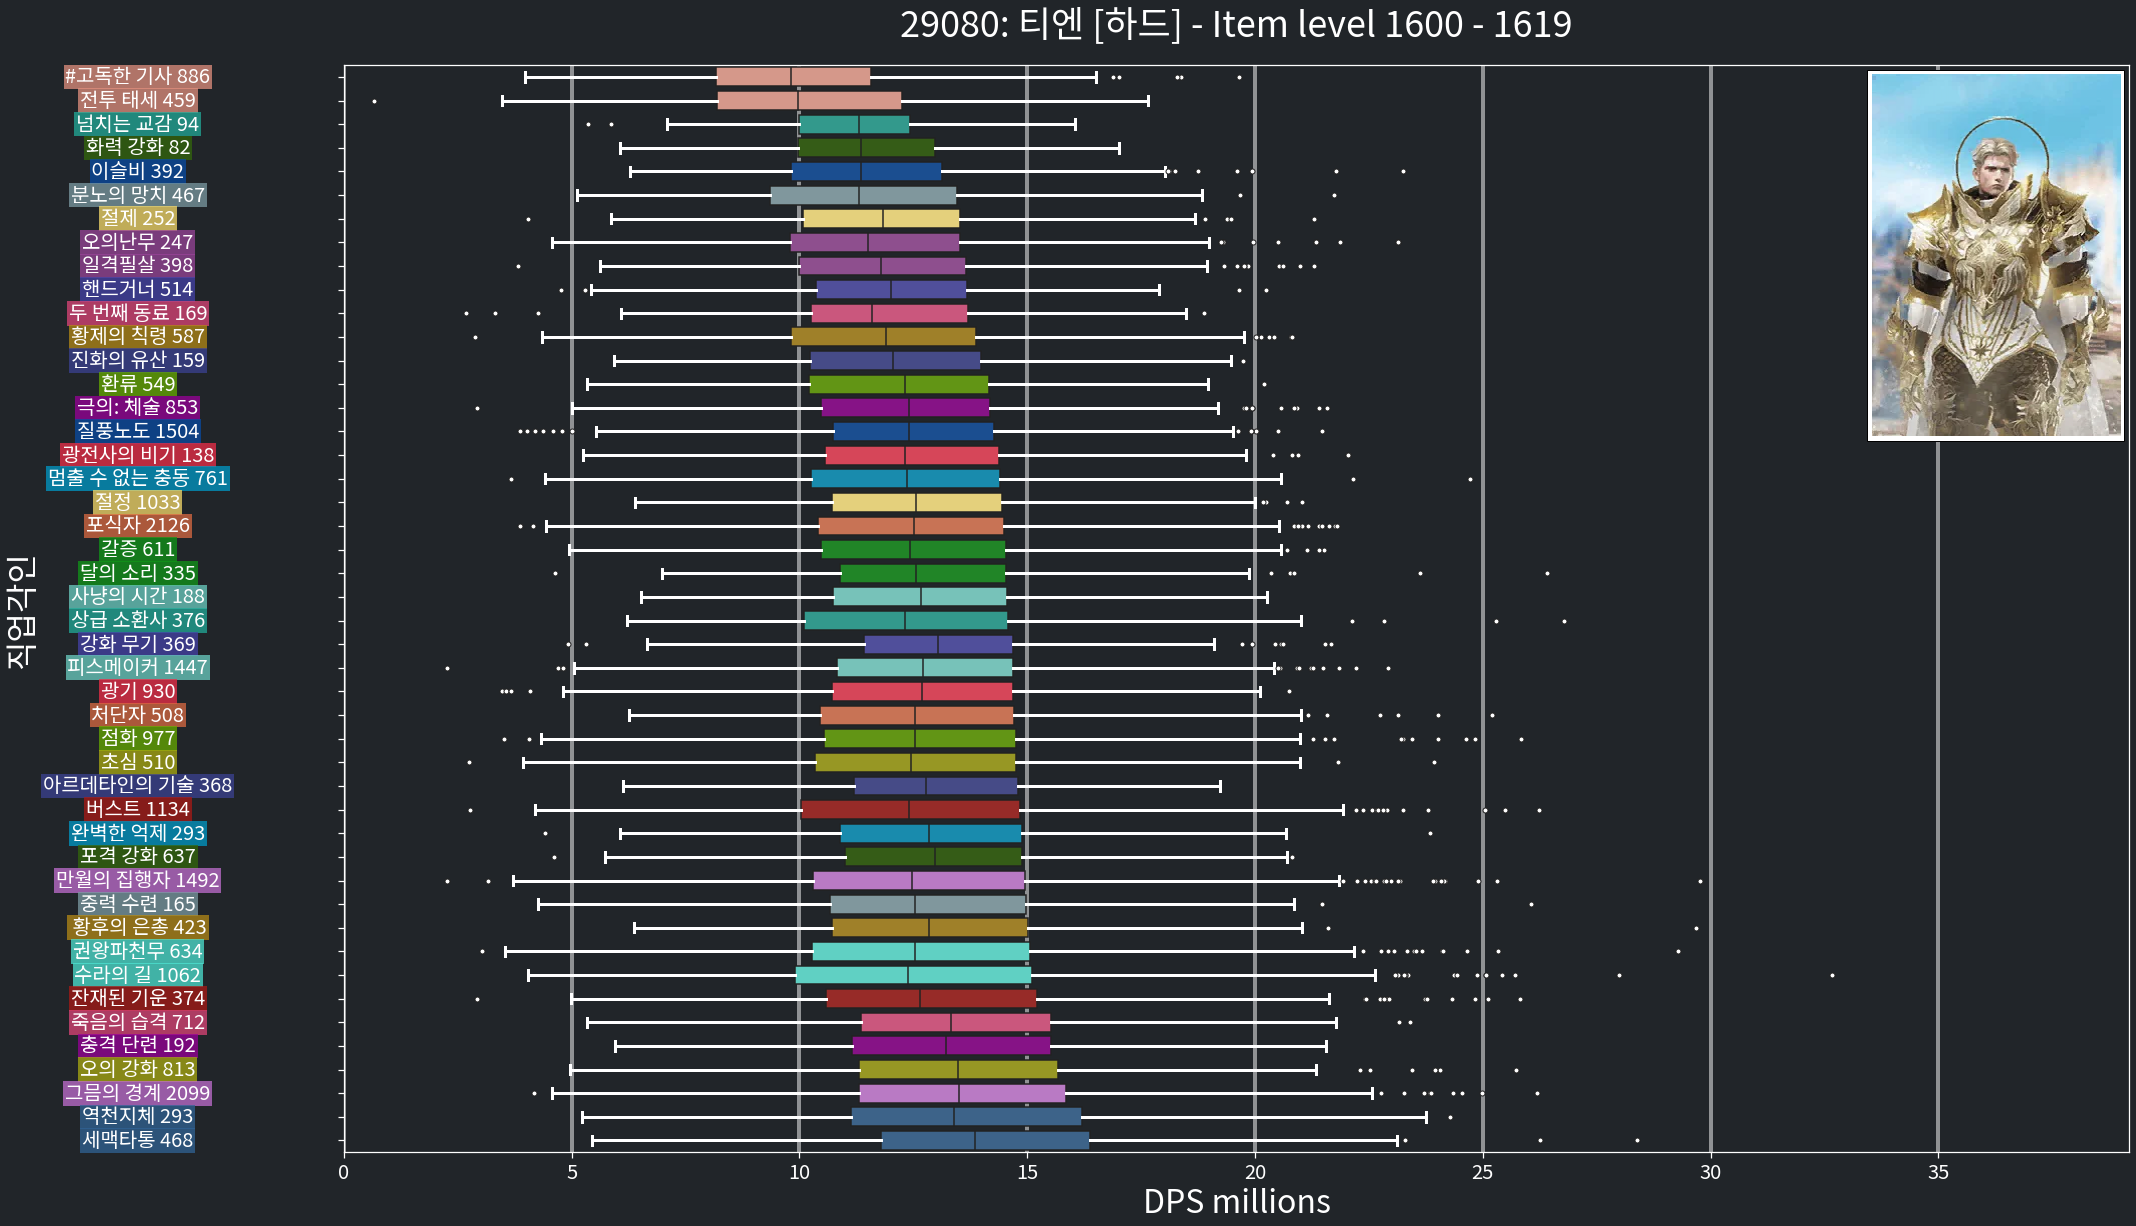 29080: 티엔 [하드] - Item level 1600 - 1619
#고독한 기사 886
전투 태세 459
넘치는 교감 94
화력 강화 82
이슬비 392
분노의 망치 467
절제 252
오의난무 247
일격필살 398
핸드거너 514
두 번째 동료 169
황제의 칙령 587
진화의 유산 159
환류 549
극의: 체술 853
질풍노도 1504
광전사의 비기 138
멈출 수 없는 충동 761
절정 1033
포식자 2126
갈증 611
달의 소리 335
사냥의 시간 188
상급 소환사 376
강화 무기 369
피스메이커 1447
광기 930
처단자 508
점화 977
초심 510
아르데타인의 기술 368
버스트 1134
완벽한 억제 293
포격 강화 637
만월의 집행자 1492
중력 수련 165
황후의 은총 423
권왕파천무 634
수라의 길 1062
잔재된 기운 374
죽음의 습격 712
충격 단련 192
오의 강화 813
그믐의 경계 2099
역천지체 293
세맥타통 468
직업각인
0 5 10 15 20 25 30 35
DPS millions